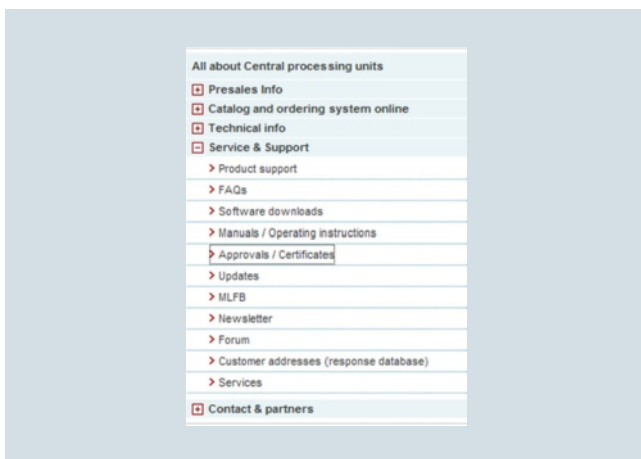 All about Central processing units
Presales Info
Catalog and ordering system online
Technical info
Service & Support
Product support
FAQs
Software downloads
Manuals / Operating instructions
Approvals / Certificates
Updates
MLFB
Newsletter
Forum
Customer addresses (response database)
Services
Contact & partners